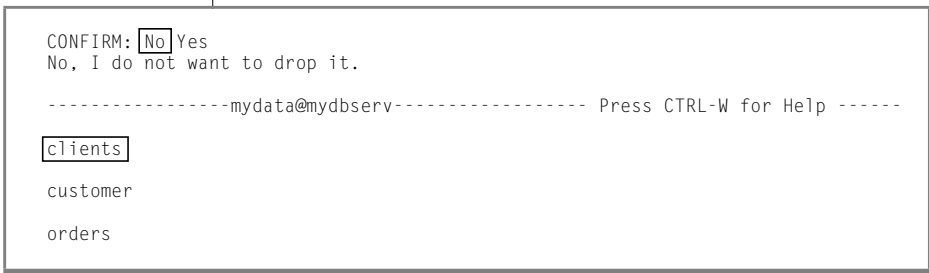 CONFIRM: No Yes
No, I do not want to drop it.
-----------------mydata@mydbserv------------------ Press CTRL-W for Help ------
clients
customer
orders